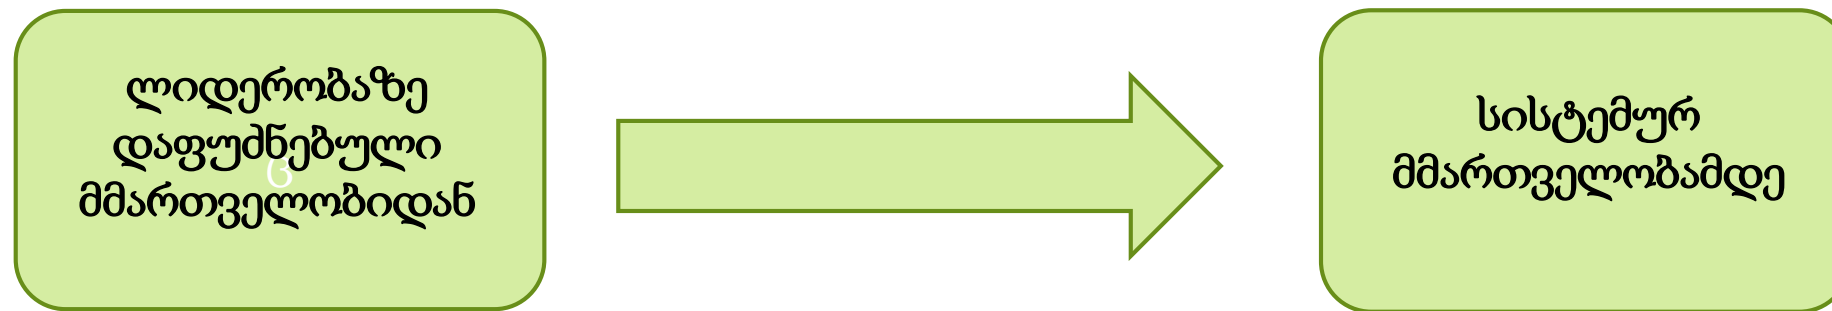 ლიდერობაზე
დაფუძნებული
ც
მმართველობიდან
სისტემურ
მმართველობამდე